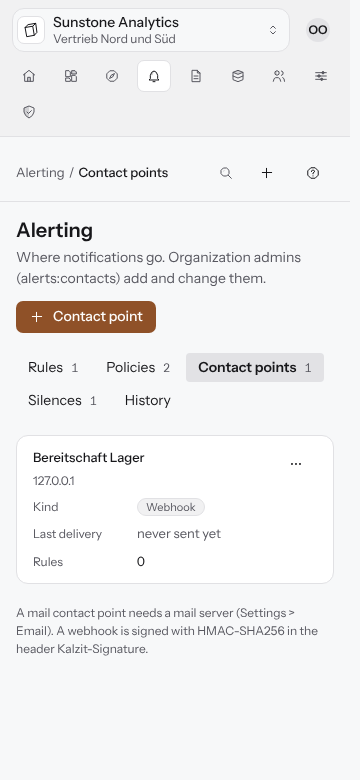 Sunstone Analytics
Vertrieb Nord und Süd
OO
Alerting / Contact points
Alerting
Where notifications go. Organization admins
(alerts:contacts) add and change them.
+ Contact point
Rules 1 Policies 2 Contact points 1
Silences 1 History
Bereitschaft Lager
127.0.0.1
Kind Webhook
Last delivery never sent yet
Rules 0
A mail contact point needs a mail server (Settings >
Email). A webhook is signed with HMAC-SHA256 in the
header Kalzit-Signature.